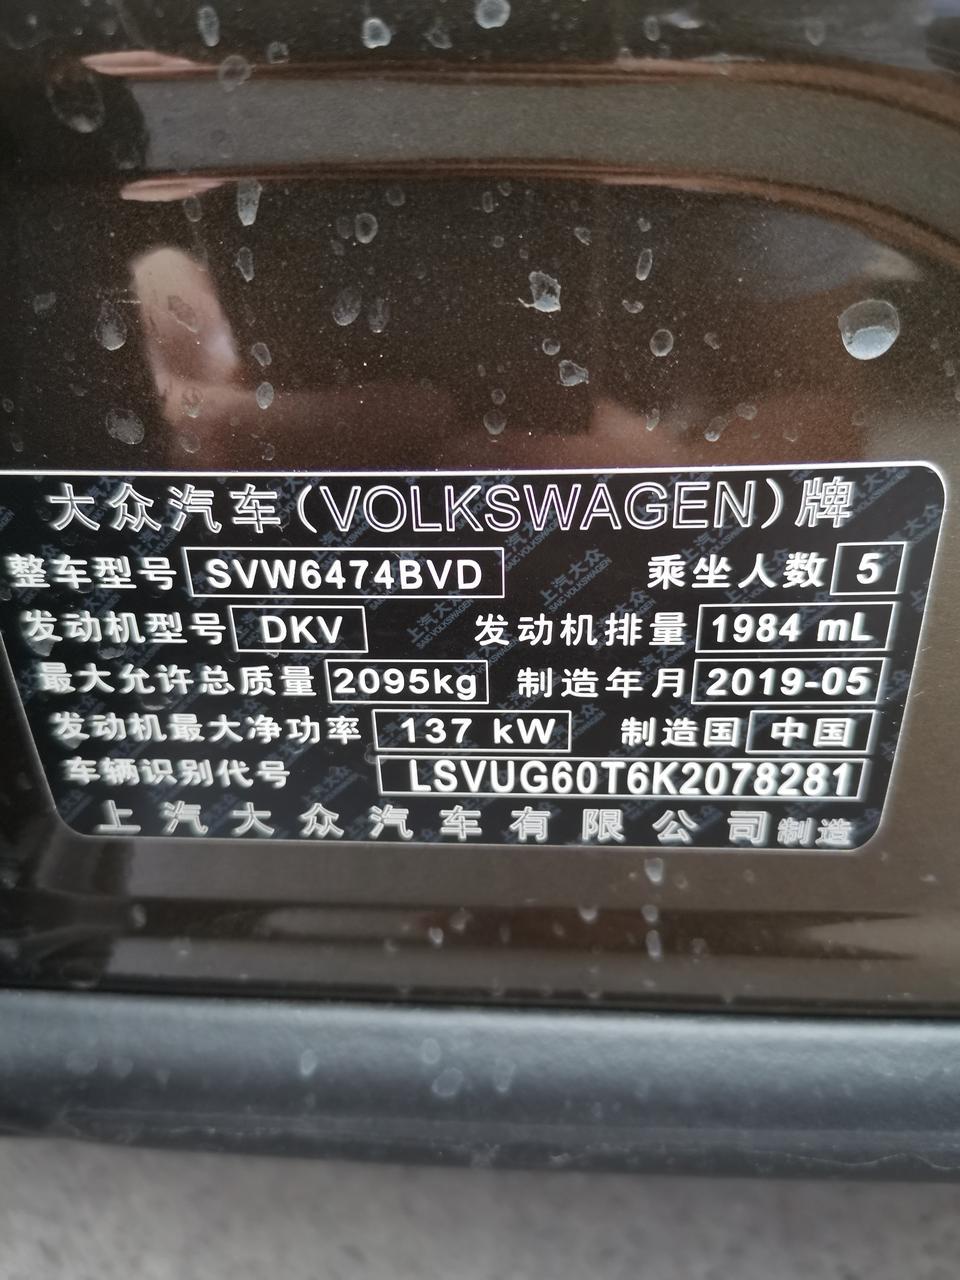 大众汽车(VOLKSWAGEN)牌
整车型号 SVW6474BVD 乘坐人数 5
发动机型号 DKV 发动机排量 1984 mL
最大允许总质量 2095kg 制造年月 2019-05
发动机最大净功率 137 kW 制造国 中国
车辆识别代号 LSVUG60T6K2078281
上汽大众汽车有限公司制造